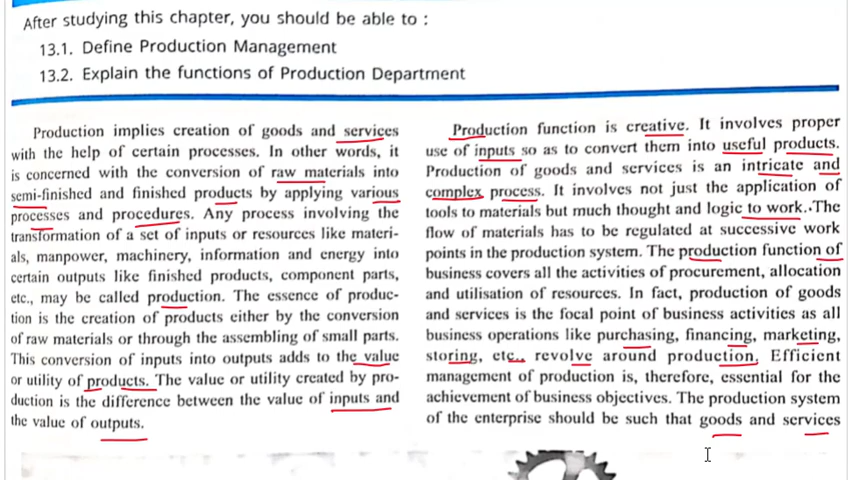 After studying this chapter, you should be able to :
13.1. Define Production Management
13.2. Explain the functions of Production Department
Production implies creation of goods and services
with the help of certain processes. In other words, it
is concerned with the conversion of raw materials into
semi-finished and finished products by applying various
processes and procedures. Any process involving the
transformation of a set of inputs or resources like materi-
als, manpower, machinery, information and energy into
certain outputs like finished products, component parts,
etc., may be called production. The essence of produc-
tion is the creation of products either by the conversion
of raw materials or through the assembling of small parts.
This conversion of inputs into outputs adds to the value
or utility of products. The value or utility created by pro-
duction is the difference between the value of inputs and
the value of outputs.
Production function is creative. It involves proper
use of inputs so as to convert them into useful products.
Production of goods and services is an intricate and
complex process. It involves not just the application of
tools to materials but much thought and logic to work. The
flow of materials has to be regulated at successive work
points in the production system. The production function of
business covers all the activities of procurement, allocation
and utilisation of resources. In fact, production of goods
and services is the focal point of business activities as all
business operations like purchasing, financing, marketing,
storing, etc., revolve around production. Efficient
management of production is, therefore, essential for the
achievement of business objectives. The production system
of the enterprise should be such that goods and services